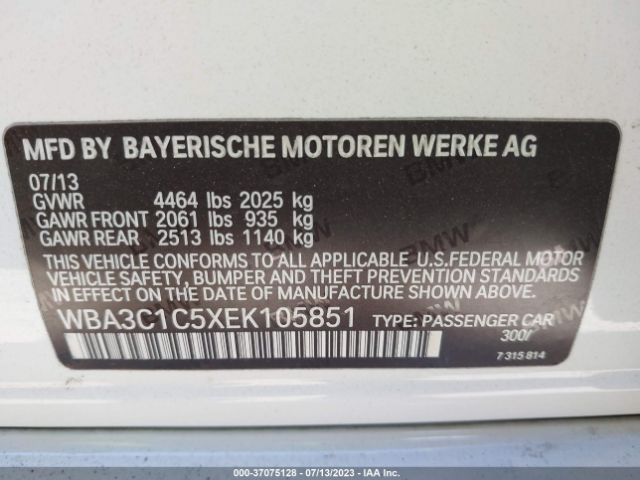 MFD BY BAYERISCHE MOTOREN WERKE AG
07/13
GVWR 4464 lbs 2025 kg
GAWR FRONT 2061 lbs 935 kg
GAWR REAR 2513 lbs 1140 kg
THIS VEHICLE CONFORMS TO ALL APPLICABLE U.S.FEDERAL MOTOR
VEHICLE SAFETY, BUMPER AND THEFT PREVENTION STANDARDS
IN EFFECT ON THE DATE OF MANUFACTURE SHOWN ABOVE.
WBA3C1C5XEK105851 TYPE: PASSENGER CAR
300/
7 315 814
000-37075128 - 07/13/2023 - IAA Inc.